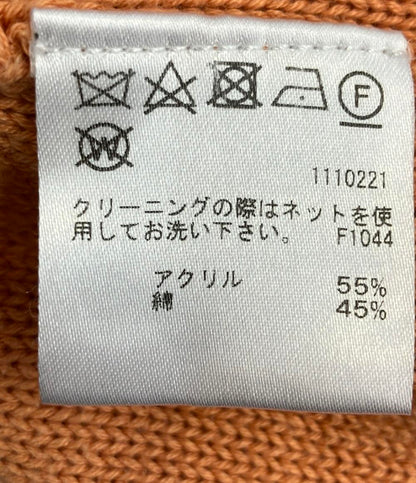 F
W
1110221
クリーニングの際はネットを使
用してお洗い下さい。 F1044
アクリル 55%
綿 45%